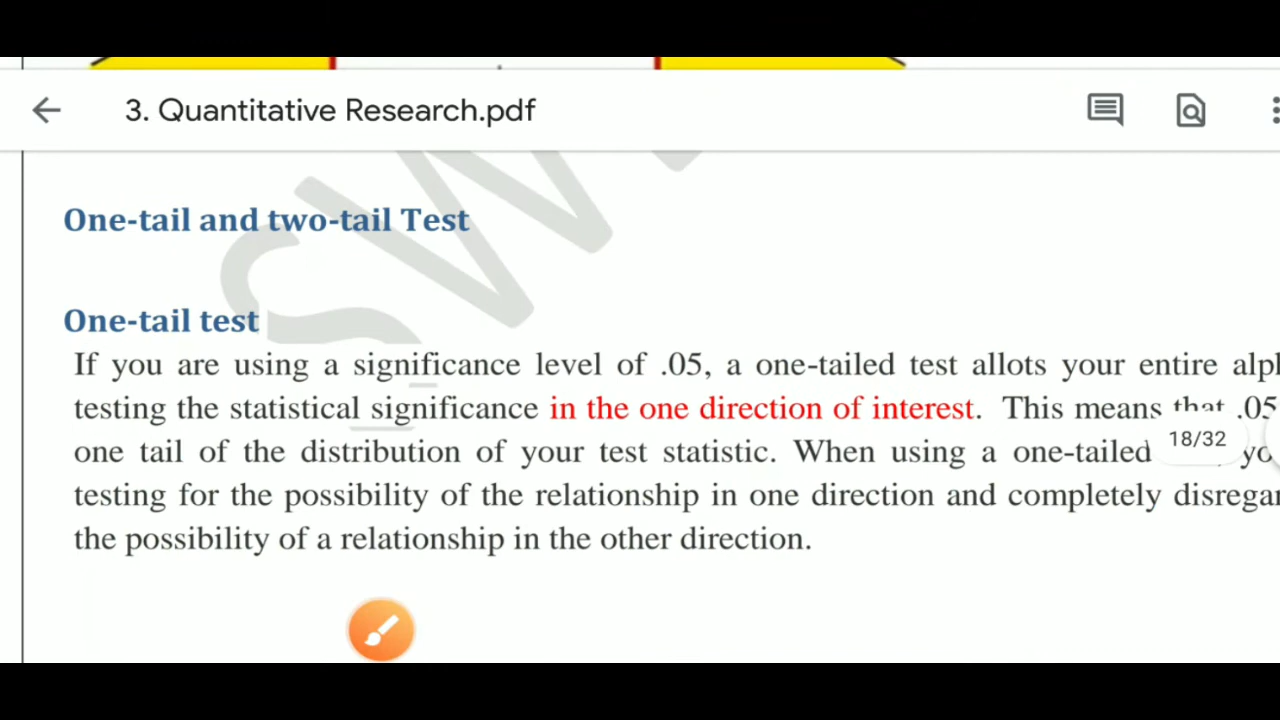 3. Quantitative Research.pdf
One-tail and two-tail Test
One-tail test
If you are using a significance level of .05, a one-tailed test allots your entire
testing the statistical significance in the one direction of interest. This means that .05
18/32
one tail of the distribution of your test statistic. When using a one-tailed
testing for the possibility of the relationship in one direction and completely
the possibility of a relationship in the other direction.